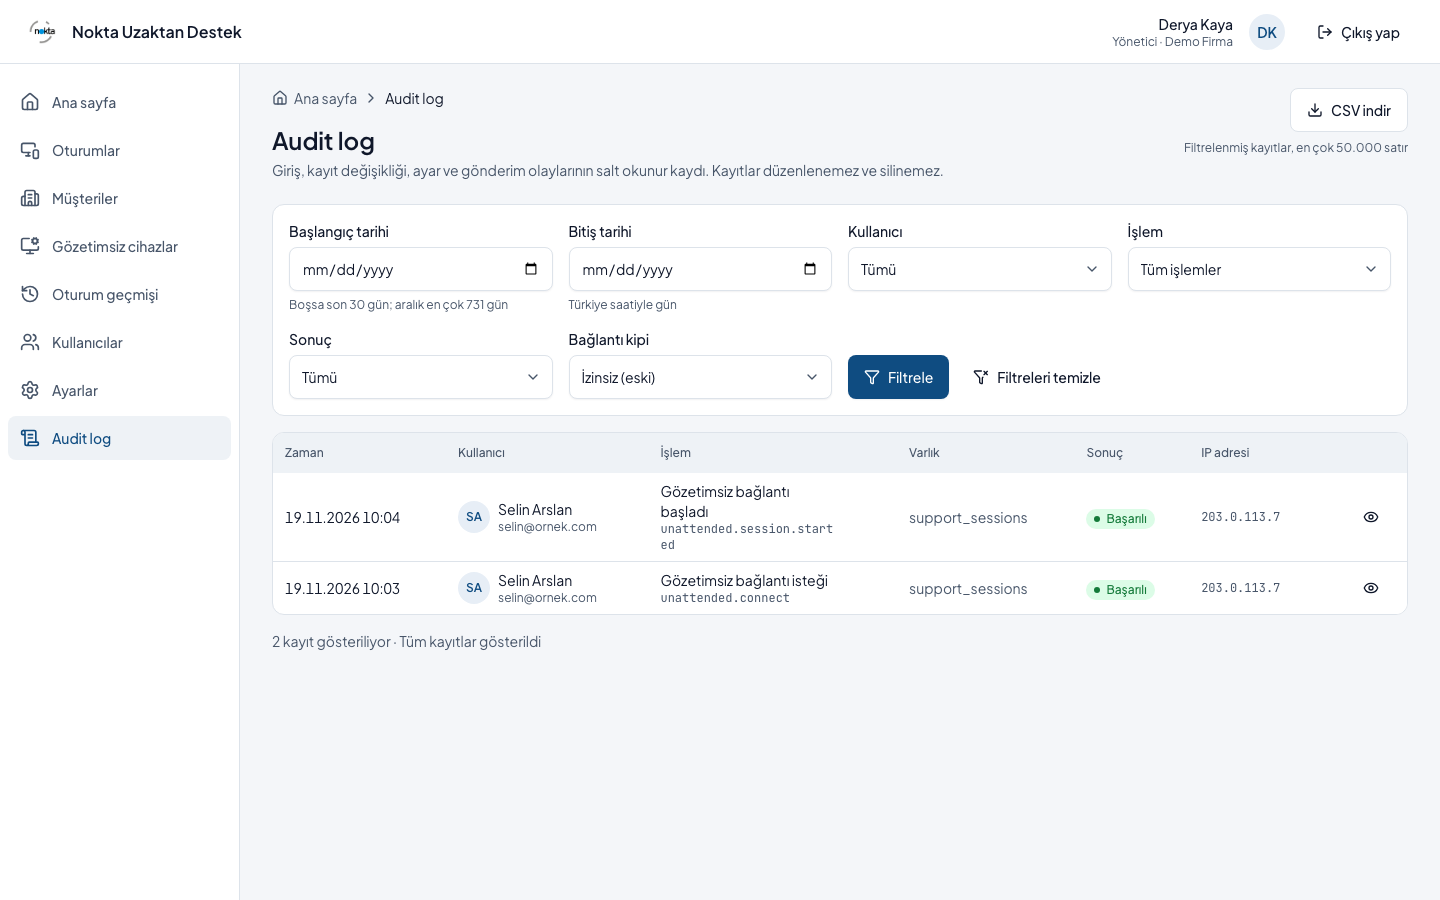 nokta
Nokta Uzaktan Destek
Derya Kaya
Yönetici · Demo Firma
DK
Çıkış yap
Ana sayfa
Oturumlar
Müşteriler
Gözetimsiz cihazlar
Oturum geçmişi
Kullanıcılar
Ayarlar
Audit log
Ana sayfa
Audit log
CSV indir
Audit log
Filtrelenmiş kayıtlar, en çok 50.000 satır
Giriş, kayıt değişikliği, ayar ve gönderim olaylarının salt okunur kaydı. Kayıtlar düzenlenemez ve silinemez.
Başlangıç tarihi
Bitiş tarihi
Kullanıcı
İşlem
mm/dd/yyyy
mm/dd/yyyy
Tümü
Tüm işlemler
Boşsa son 30 gün; aralık en çok 731 gün
Türkiye saatiyle gün
Sonuç
Bağlantı kipi
Tümü
İzinsiz (eski)
Filtrele
Filtreleri temizle
Zaman
Kullanıcı
İşlem
Varlık
Sonuç
IP adresi
19.11.2026 10:04
SA
Selin Arslan
selin@ornek.com
Gözetimsiz bağlantı
başladı
unattended.session.start
ed
support_sessions
Başarılı
203.0.113.7
19.11.2026 10:03
SA
Selin Arslan
selin@ornek.com
Gözetimsiz bağlantı isteği
unattended.connect
support_sessions
Başarılı
203.0.113.7
2 kayıt gösteriliyor · Tüm kayıtlar gösterildi